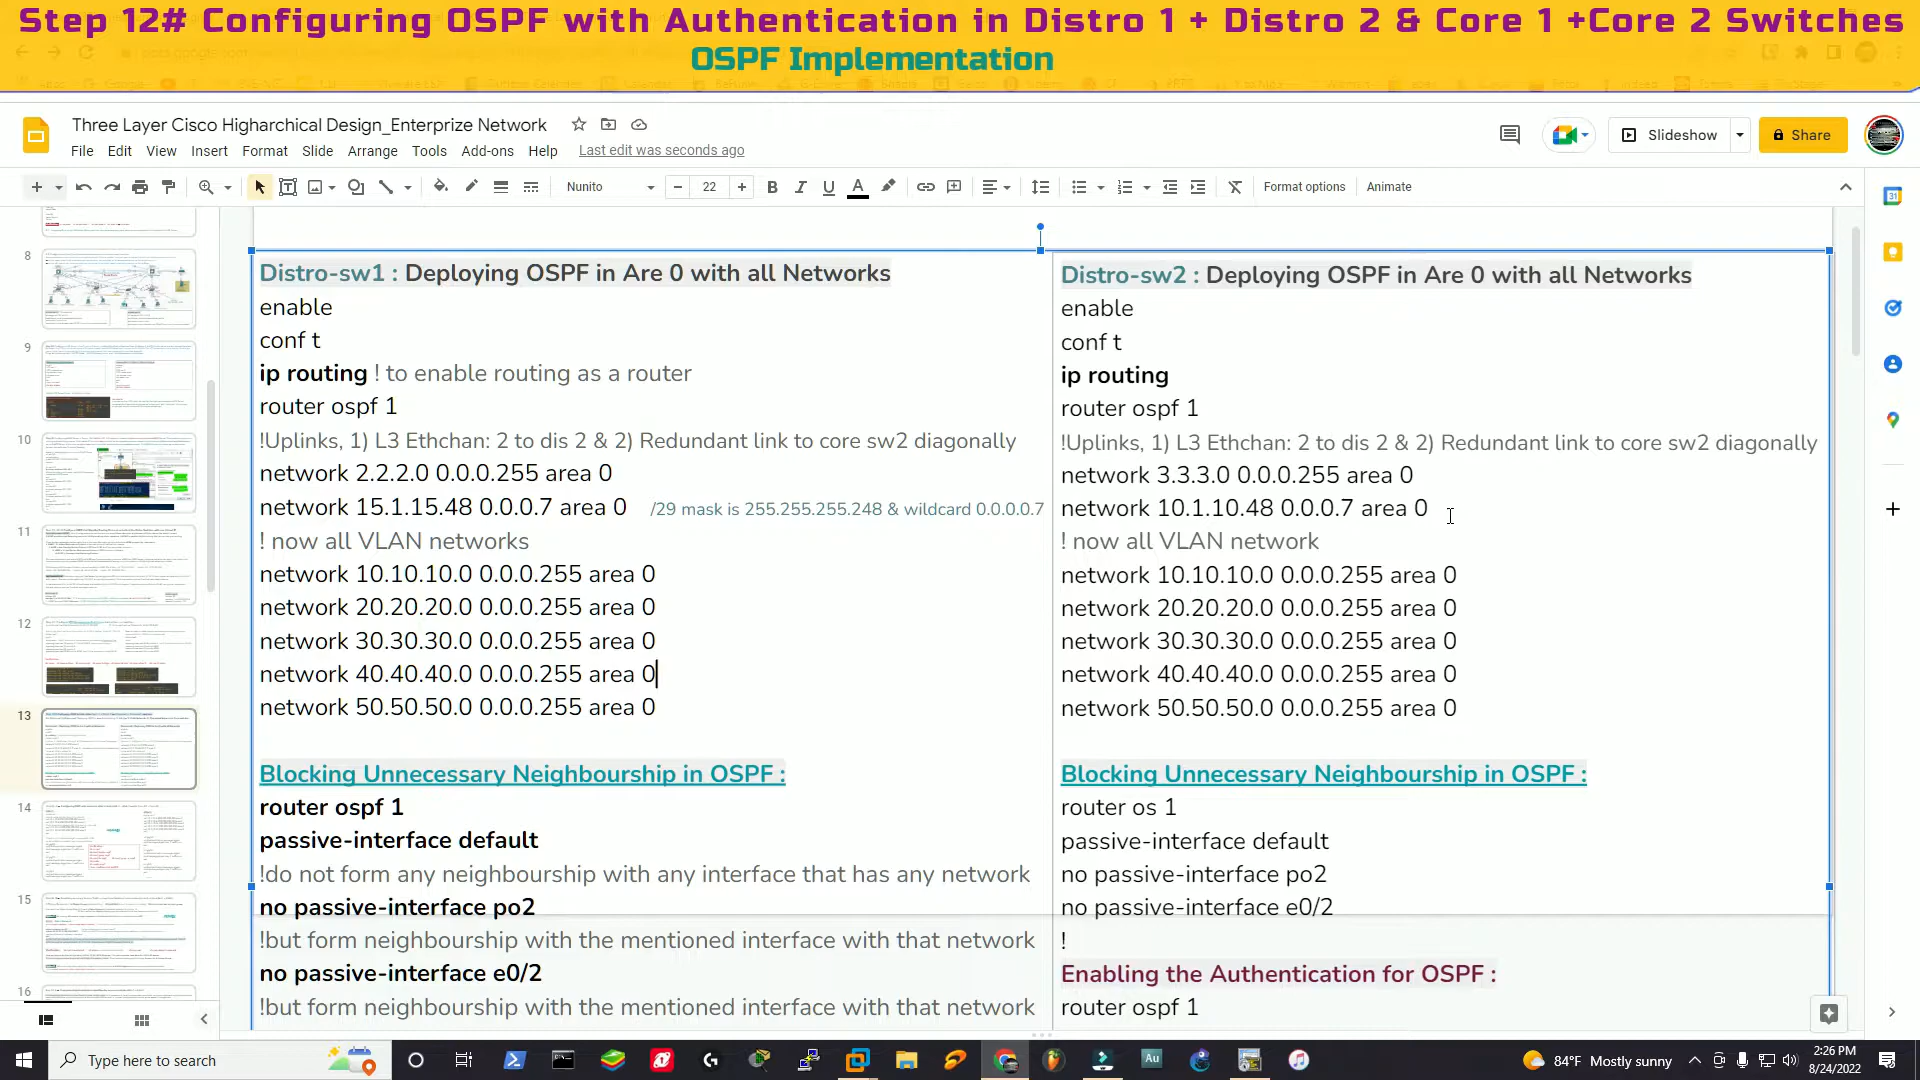 Step 12# Configuring OSPF with Authentication in Distro 1 + Distro 2 & Core 1 +Core 2 Switches
OSPF Implementation
Three Layer Cisco Higharchical Design_Enterprize Network
Slideshow
Share
File Edit View Insert Format Slide Arrange Tools Add-ons Help Last edit was seconds ago
Nunito 22 Format options Animate
8
9
10
11
12
13
14
15
16
Distro-sw1 : Deploying OSPF in Are 0 with all Networks
enable
conf t
ip routing ! to enable routing as a router
router ospf 1
!Uplinks, 1) L3 Ethchan: 2 to dis 2 & 2) Redundant link to core sw2 diagonally
network 2.2.2.0 0.0.0.255 area 0
network 15.1.15.48 0.0.0.7 area 0 /29 mask is 255.255.255.248 & wildcard 0.0.0.0.7
! now all VLAN networks
network 10.10.10.0 0.0.0.255 area 0
network 20.20.20.0 0.0.0.255 area 0
network 30.30.30.0 0.0.0.255 area 0
network 40.40.40.0 0.0.0.255 area 0
network 50.50.50.0 0.0.0.255 area 0
Blocking Unnecessary Neighbourship in OSPF :
router ospf 1
passive-interface default
!do not form any neighbourship with any interface that has any network
no passive-interface po2
!but form neighbourship with the mentioned interface with that network
no passive-interface e0/2
!but form neighbourship with the mentioned interface with that network
Distro-sw2 : Deploying OSPF in Are 0 with all Networks
enable
conf t
ip routing
router ospf 1
!Uplinks, 1) L3 Ethchan: 2 to dis 2 & 2) Redundant link to core sw2 diagonally
network 3.3.3.0 0.0.0.255 area 0
network 10.1.10.48 0.0.0.7 area 0
! now all VLAN network
network 10.10.10.0 0.0.0.255 area 0
network 20.20.20.0 0.0.0.255 area 0
network 30.30.30.0 0.0.0.255 area 0
network 40.40.40.0 0.0.0.255 area 0
network 50.50.50.0 0.0.0.255 area 0
Blocking Unnecessary Neighbourship in OSPF :
router os 1
passive-interface default
no passive-interface po2
no passive-interface e0/2
!
Enabling the Authentication for OSPF :
router ospf 1
Type here to search
Au
84°F Mostly sunny
2:26 PM
8/24/2022